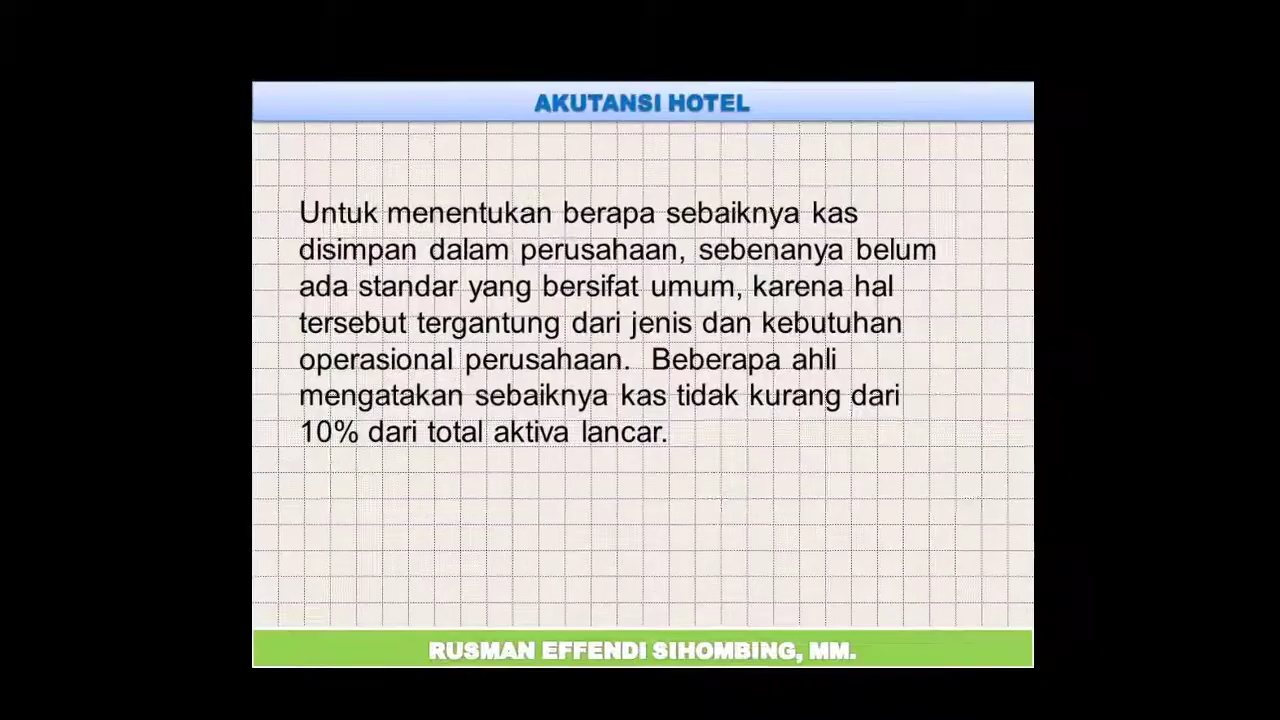 AKUTANSI HOTEL
Untuk menentukan berapa sebaiknya kas
disimpan dalam perusahaan, sebenanya belum
ada standar yang bersifat umum, karena hal
tersebut tergantung dari jenis dan kebutuhan
operasional perusahaan.  Beberapa ahli
mengatakan sebaiknya kas tidak kurang dari
10% dari total aktiva lancar.
RUSMAN EFFENDI SIHOMBING, MM.